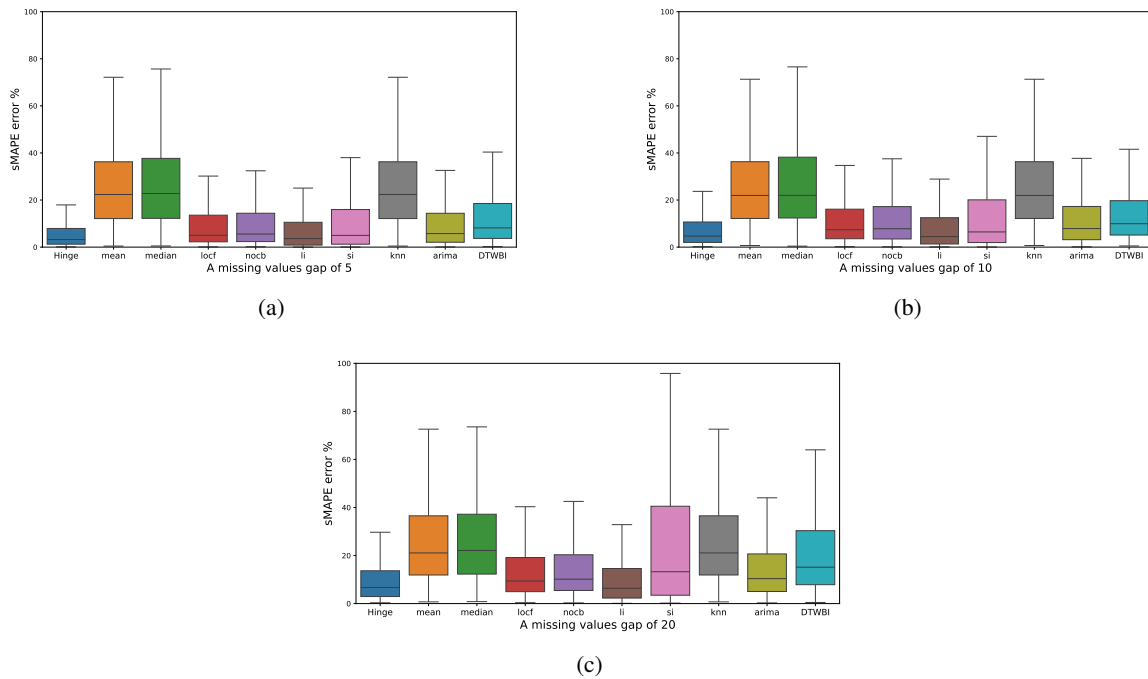 100
80
60
40
20
0
sMAPE error %
Hinge mean median locf nocb li si knn arima DTWBI
A missing values gap of 5
(a)
100
80
60
40
20
0
sMAPE error %
Hinge mean median locf nocb li si knn arima DTWBI
A missing values gap of 10
(b)
100
80
60
40
20
0
sMAPE error %
Hinge mean median locf nocb li si knn arima DTWBI
A missing values gap of 20
(c)